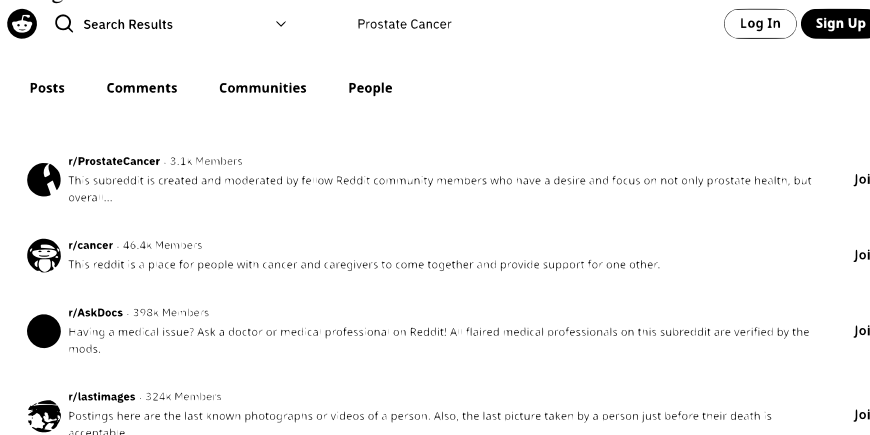 Search Results Prostate Cancer Log In Sign Up
Posts Comments Communities People
r/ProstateCancer · 3.1k Members
This subreddit is created and moderated by fellow Reddit community members who have a desire and focus on not only prostate health, but
overall...
Joi
r/cancer · 46.4k Members
This reddit is a place for people with cancer and caregivers to come together and provide support for one other.
Joi
r/AskDocs · 398k Members
Having a medical issue? Ask a doctor or medical professional on Reddit! All flaired medical professionals on this subreddit are verified by the
mods.
Joi
r/lastimages · 324k Members
Postings here are the last known photographs or videos of a person. Also, the last picture taken by a person just before their death is
acceptable
Joi